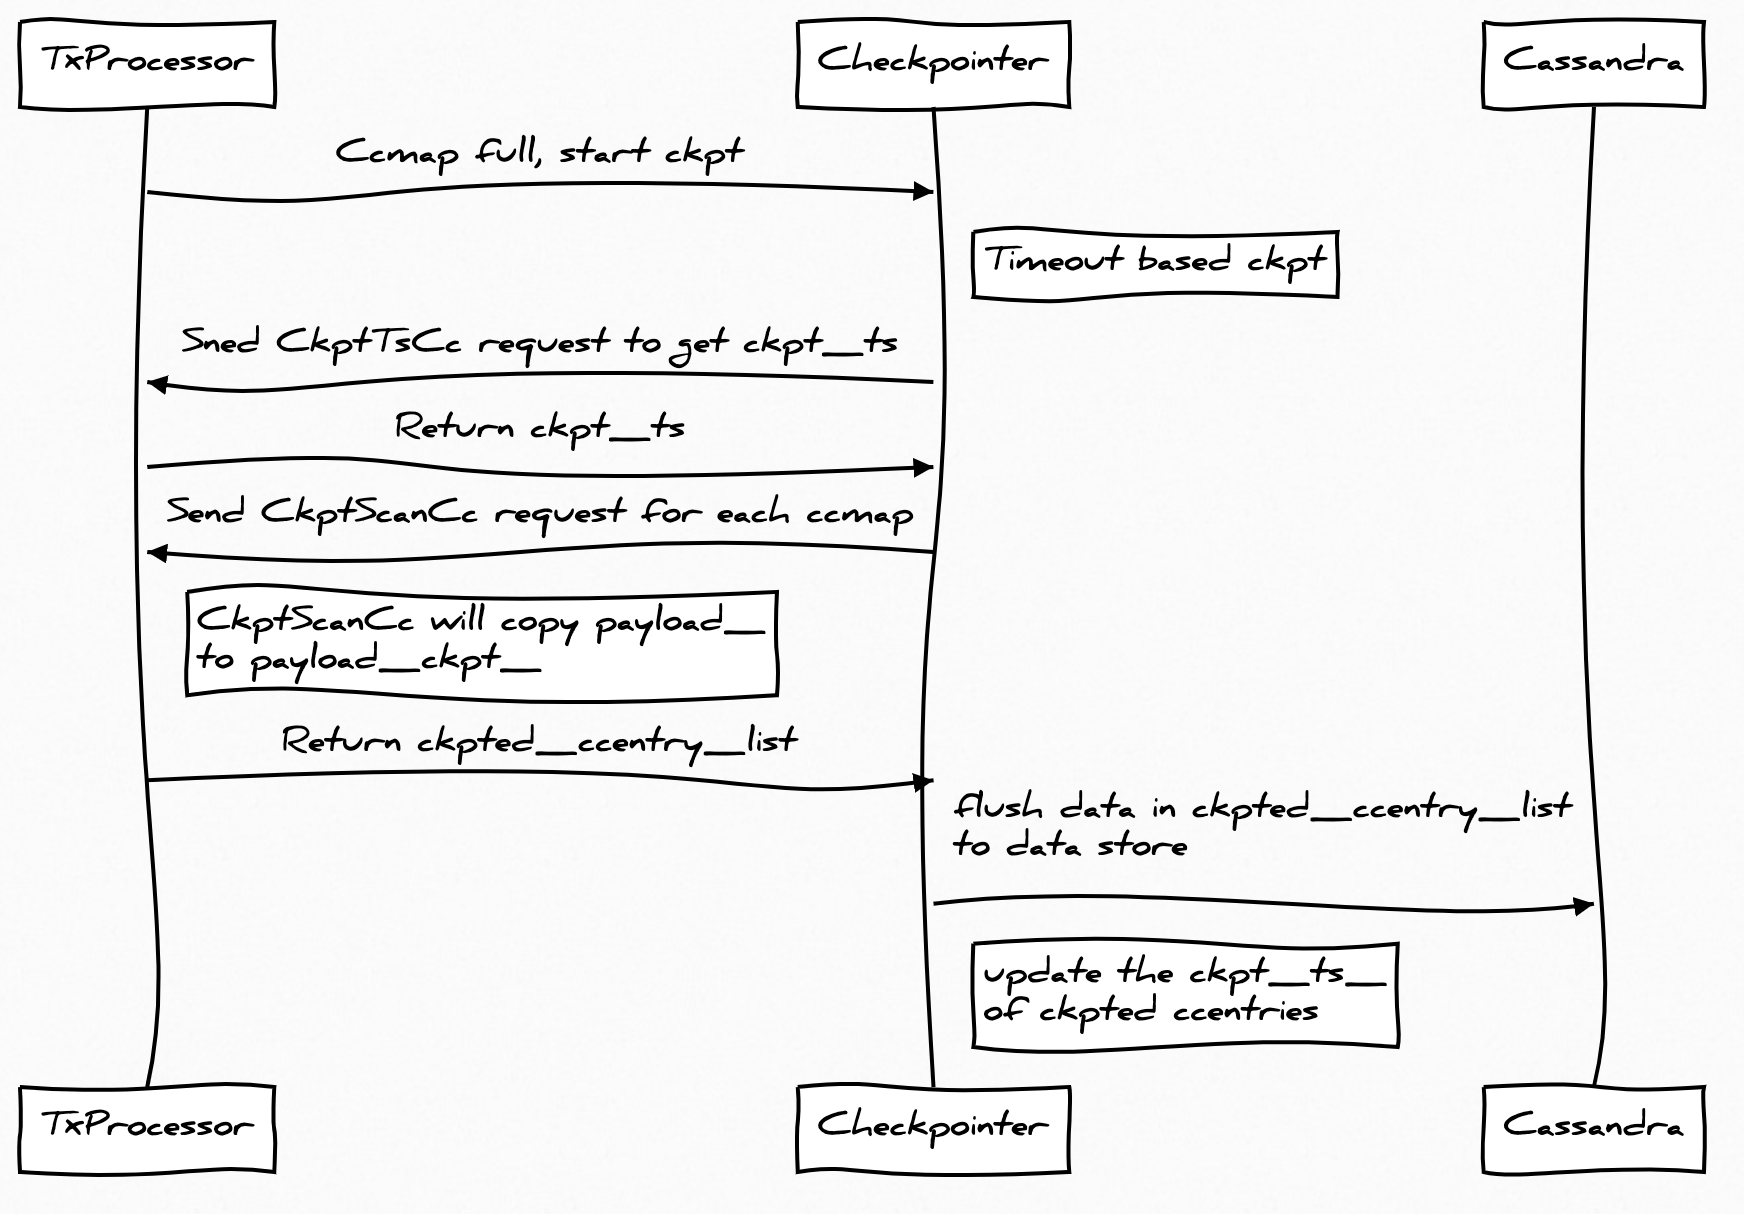 TxProcessor
Checkpointer
Cassandra
Ccmap full, start ckpt
Timeout based ckpt
Sned CkptTsCc request to get ckpt_ts
Return ckpt_ts
Send CkptScanCc request for each ccmap
CkptScanCc will copy payload_
to payload_ckpt_
Return ckpted_ccentry_list
flush data in ckpted_ccentry_list
to data store
update the ckpt_ts_
of ckpted ccentries
TxProcessor
Checkpointer
Cassandra